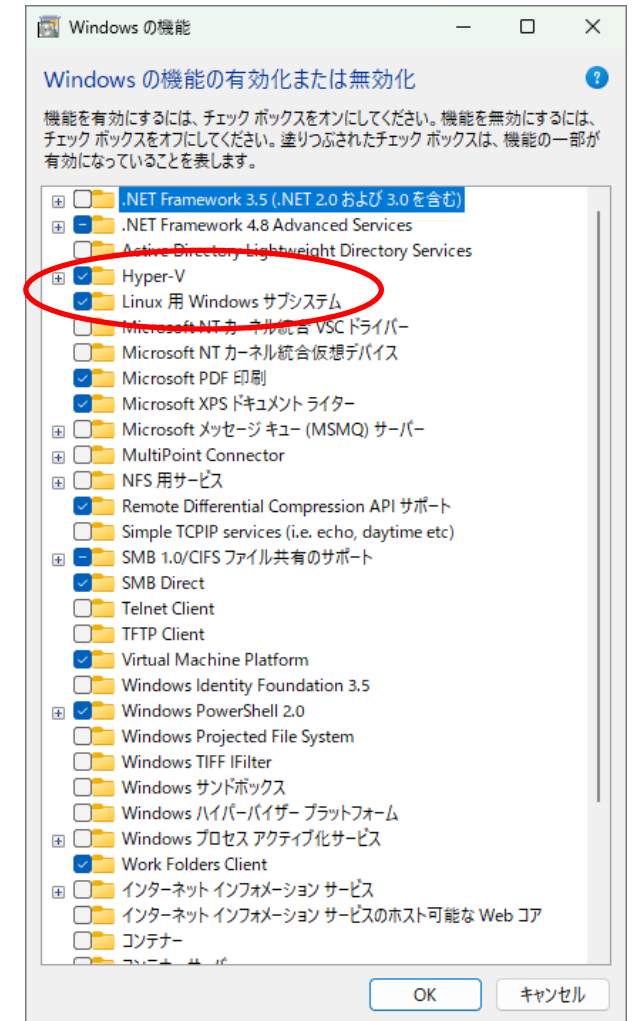 Windows の機能
Windows の機能の有効化または無効化
?
機能を有効にするには、チェック ボックスをオンにしてください。機能を無効にするには、
チェック ボックスをオフにしてください。塗りつぶされたチェック ボックスは、機能の一部が
有効になっていることを表します。
.NET Framework 3.5 (.NET 2.0 および 3.0 を含む)
.NET Framework 4.8 Advanced Services
Active Directory Lightweight Directory Services
Hyper-V
Linux 用 Windows サブシステム
Microsoft NT カーネル統合 VSC ドライバー
Microsoft NT カーネル統合仮想デバイス
Microsoft PDF 印刷
Microsoft XPS ドキュメント ライター
Microsoft メッセージ キュー (MSMQ) サーバー
MultiPoint Connector
NFS 用サービス
Remote Differential Compression API サポート
Simple TCPIP services (i.e. echo, daytime etc)
SMB 1.0/CIFS ファイル共有のサポート
SMB Direct
Telnet Client
TFTP Client
Virtual Machine Platform
Windows Identity Foundation 3.5
Windows PowerShell 2.0
Windows Projected File System
Windows TIFF IFilter
Windows サンドボックス
Windows ハイパーバイザー プラットフォーム
Windows プロセス アクティブ化サービス
Work Folders Client
インターネット インフォメーション サービス
インターネット インフォメーション サービスのホスト可能な Web コア
コンテナー
OK
キャンセル